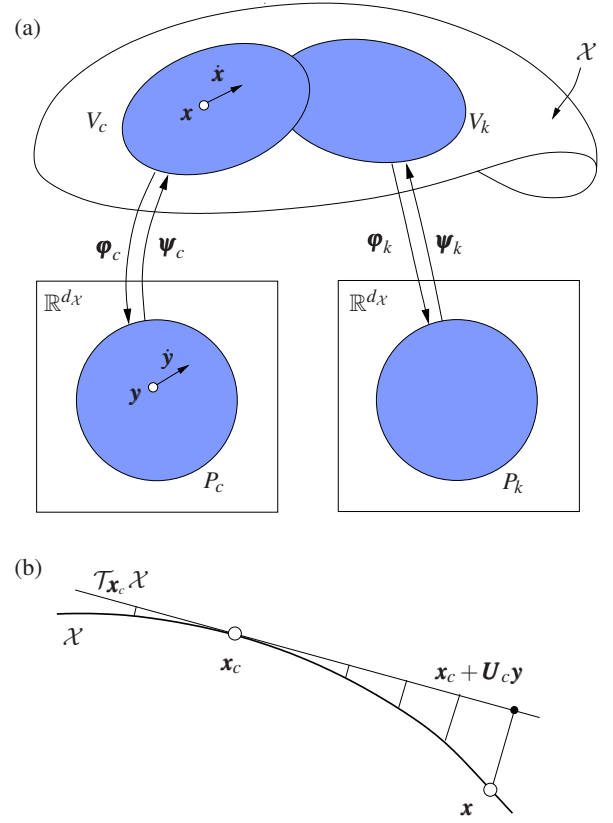 (a)
𝒳
ẋ
x
V_c
V_k
φ_c
ψ_c
φ_k
ψ_k
ℝ^{d_𝒳}
ℝ^{d_𝒳}
ẏ
y
P_c
P_k
(b)
𝒯_{x_c}𝒳
𝒳
x_c
x_c + U_c y
x